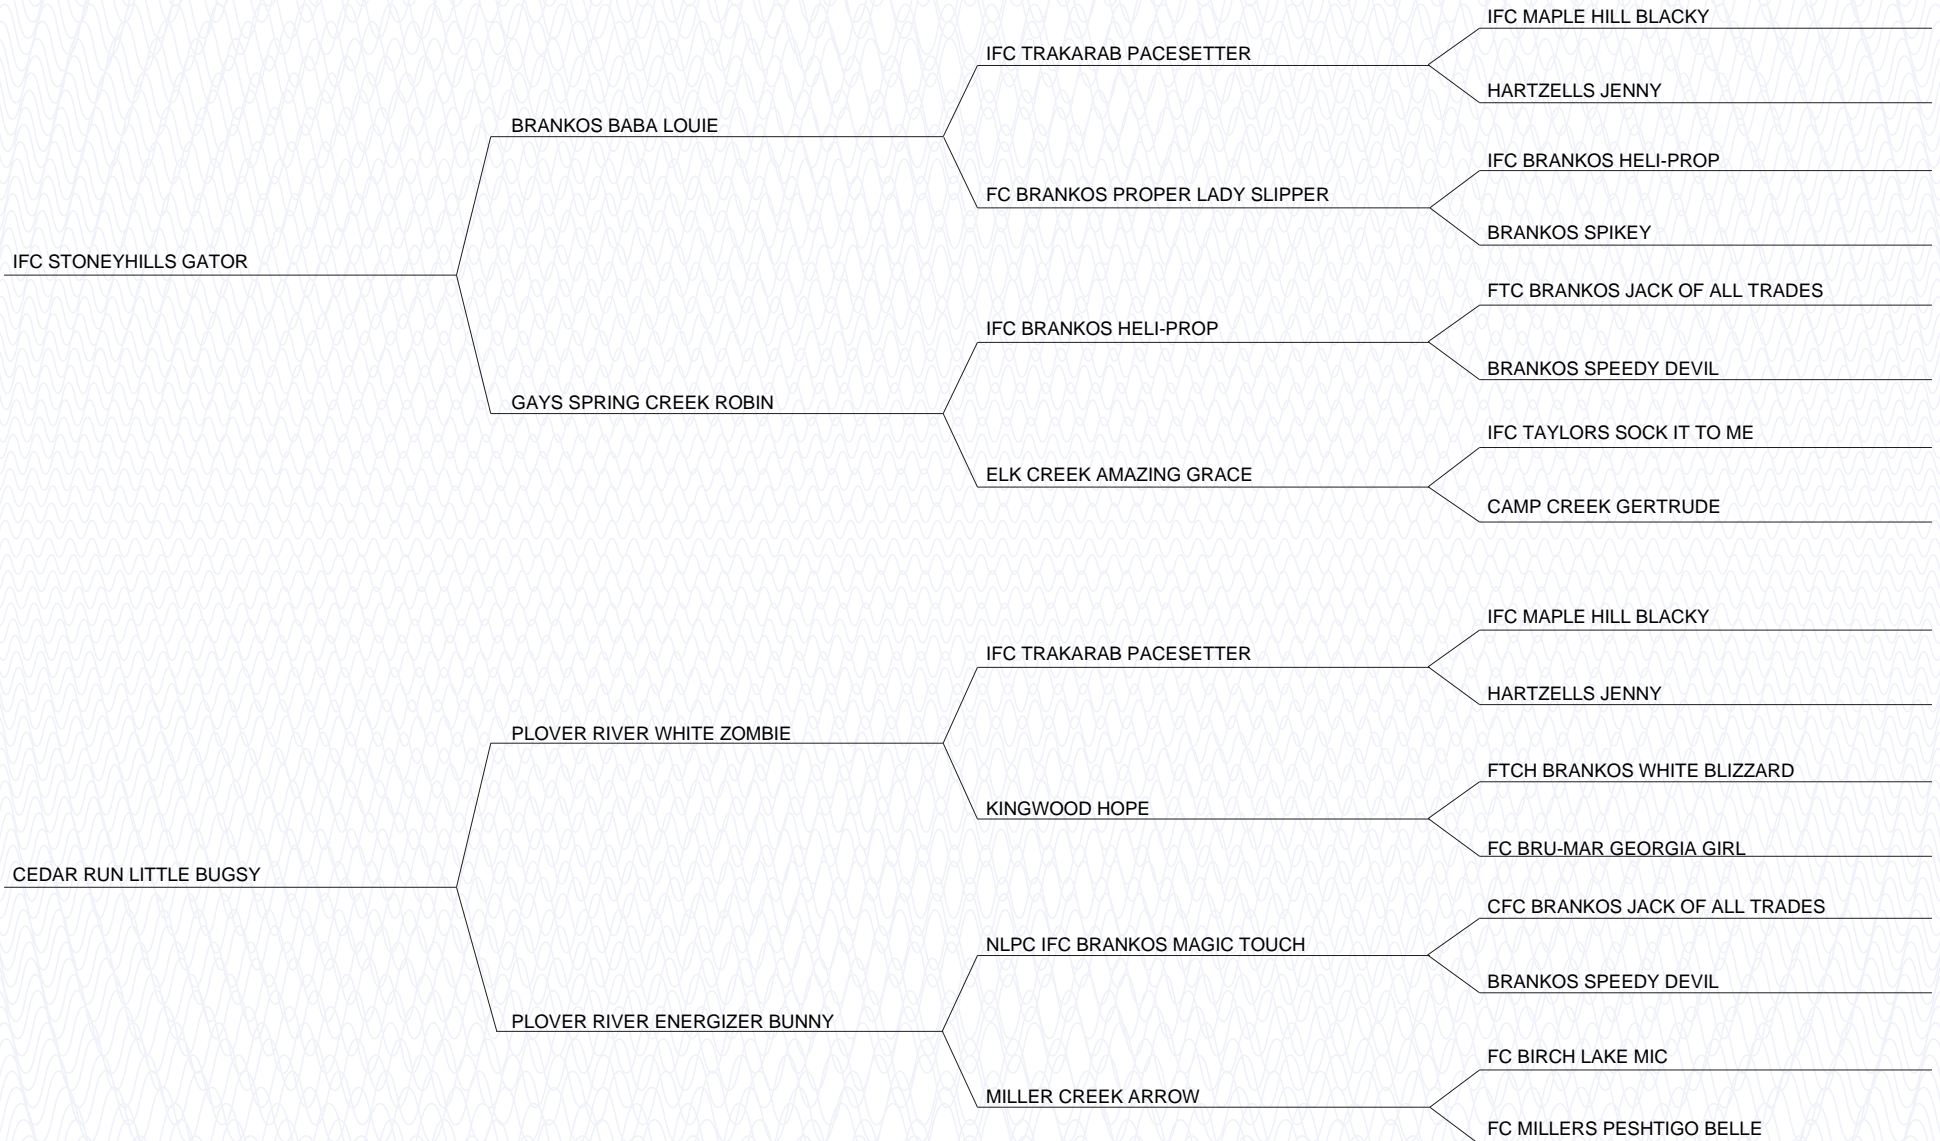 IFC MAPLE HILL BLACKY
IFC TRAKARAB PACESETTER
HARTZELLS JENNY
BRANKOS BABA LOUIE
IFC BRANKOS HELI-PROP
FC BRANKOS PROPER LADY SLIPPER
BRANKOS SPIKEY
IFC STONEYHILLS GATOR
FTC BRANKOS JACK OF ALL TRADES
IFC BRANKOS HELI-PROP
BRANKOS SPEEDY DEVIL
GAYS SPRING CREEK ROBIN
IFC TAYLORS SOCK IT TO ME
ELK CREEK AMAZING GRACE
CAMP CREEK GERTRUDE
IFC MAPLE HILL BLACKY
IFC TRAKARAB PACESETTER
HARTZELLS JENNY
PLOVER RIVER WHITE ZOMBIE
FTCH BRANKOS WHITE BLIZZARD
KINGWOOD HOPE
FC BRU-MAR GEORGIA GIRL
CEDAR RUN LITTLE BUGSY
CFC BRANKOS JACK OF ALL TRADES
NLPC IFC BRANKOS MAGIC TOUCH
BRANKOS SPEEDY DEVIL
PLOVER RIVER ENERGIZER BUNNY
FC BIRCH LAKE MIC
MILLER CREEK ARROW
FC MILLERS PESHTIGO BELLE